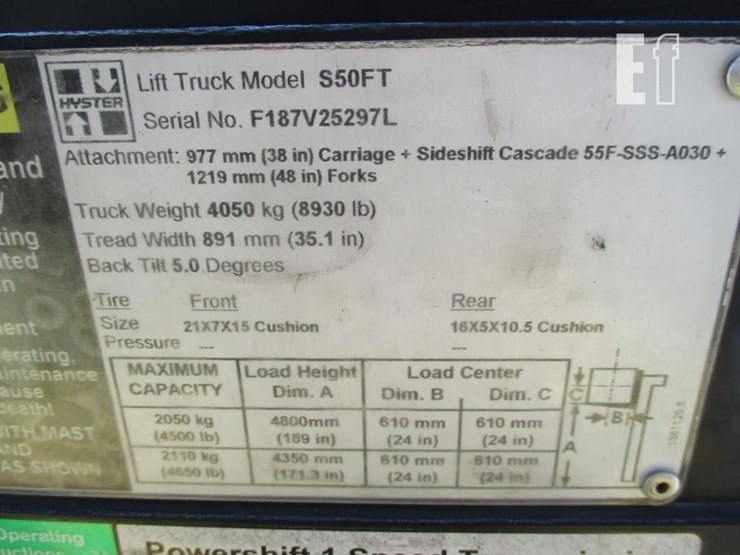 Ef
HYSTER
Lift Truck Model S50FT
Serial No. F187V25297L
Attachment: 977 mm (38 in) Carriage + Sideshift Cascade 55F-SSS-A030 +
1219 mm (48 in) Forks
Truck Weight 4050 kg (8930 lb)
Tread Width 891 mm (35.1 in)
Back Tilt 5.0 Degrees
Tire Front Rear
Size 21X7X15 Cushion 16X5X10.5 Cushion
Pressure --- ---
MAXIMUM CAPACITY Load Height Dim. A Load Center Dim. B Dim. C
2050 kg 4800mm 610 mm 610 mm
(4500 lb) (189 in) (24 in) (24 in)
2110 kg 4350 mm 610 mm 610 mm
(4650 lb) (171.3 in) (24 in) (24 in)
C
B
A
and
ent
erating,
intenance
ause
death!
WITH MAST
AND
AS SHOWN
Operating
Powershift 1 Speed